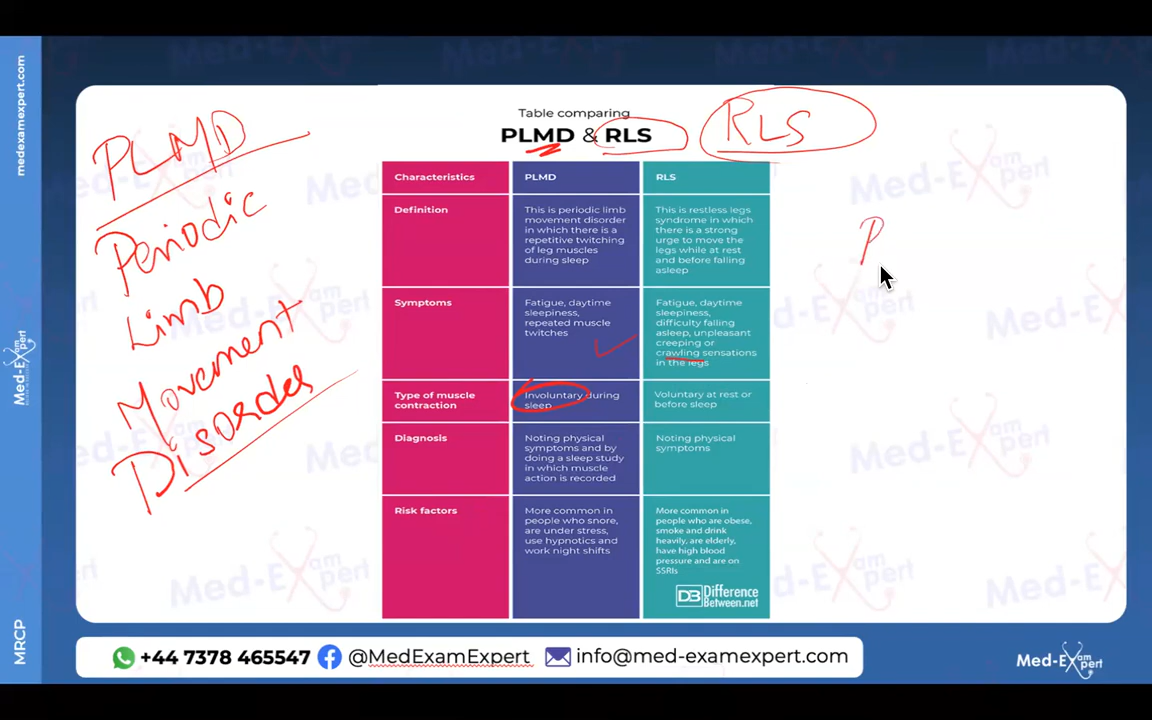 medexamexpert.com
Med-Exam Expert
MRCP
PLMD
Periodic
Limb
Movement
Disorder
Table comparing
PLMD & RLS
RLS
Characteristics
PLMD
RLS
Definition
This is periodic limb
movement disorder
in which there is a
repetitive twitching
of leg muscles
during sleep
This is restless legs
syndrome in which
there is a strong
urge to move the
legs while at rest
and before falling
asleep
Symptoms
Fatigue, daytime
sleepiness,
repeated muscle
twitches
Fatigue, daytime
sleepiness,
difficulty falling
asleep, unpleasant
creeping or
crawling sensations
in the legs
Type of muscle
contraction
Involuntary during
sleep
Voluntary at rest or
before sleep
Diagnosis
Noting physical
symptoms and by
doing a sleep study
in which muscle
action is recorded
Noting physical
symptoms
Risk factors
More common in
people who snore,
are under stress,
use hypnotics and
work night shifts
More common in
people who are obese,
smoke and drink
heavily, are elderly,
have high blood
pressure and are on
SSRIs
DB Difference
Between.net
P
+44 7378 465547 @MedExamExpert info@med-examexpert.com
Med-Exam Expert